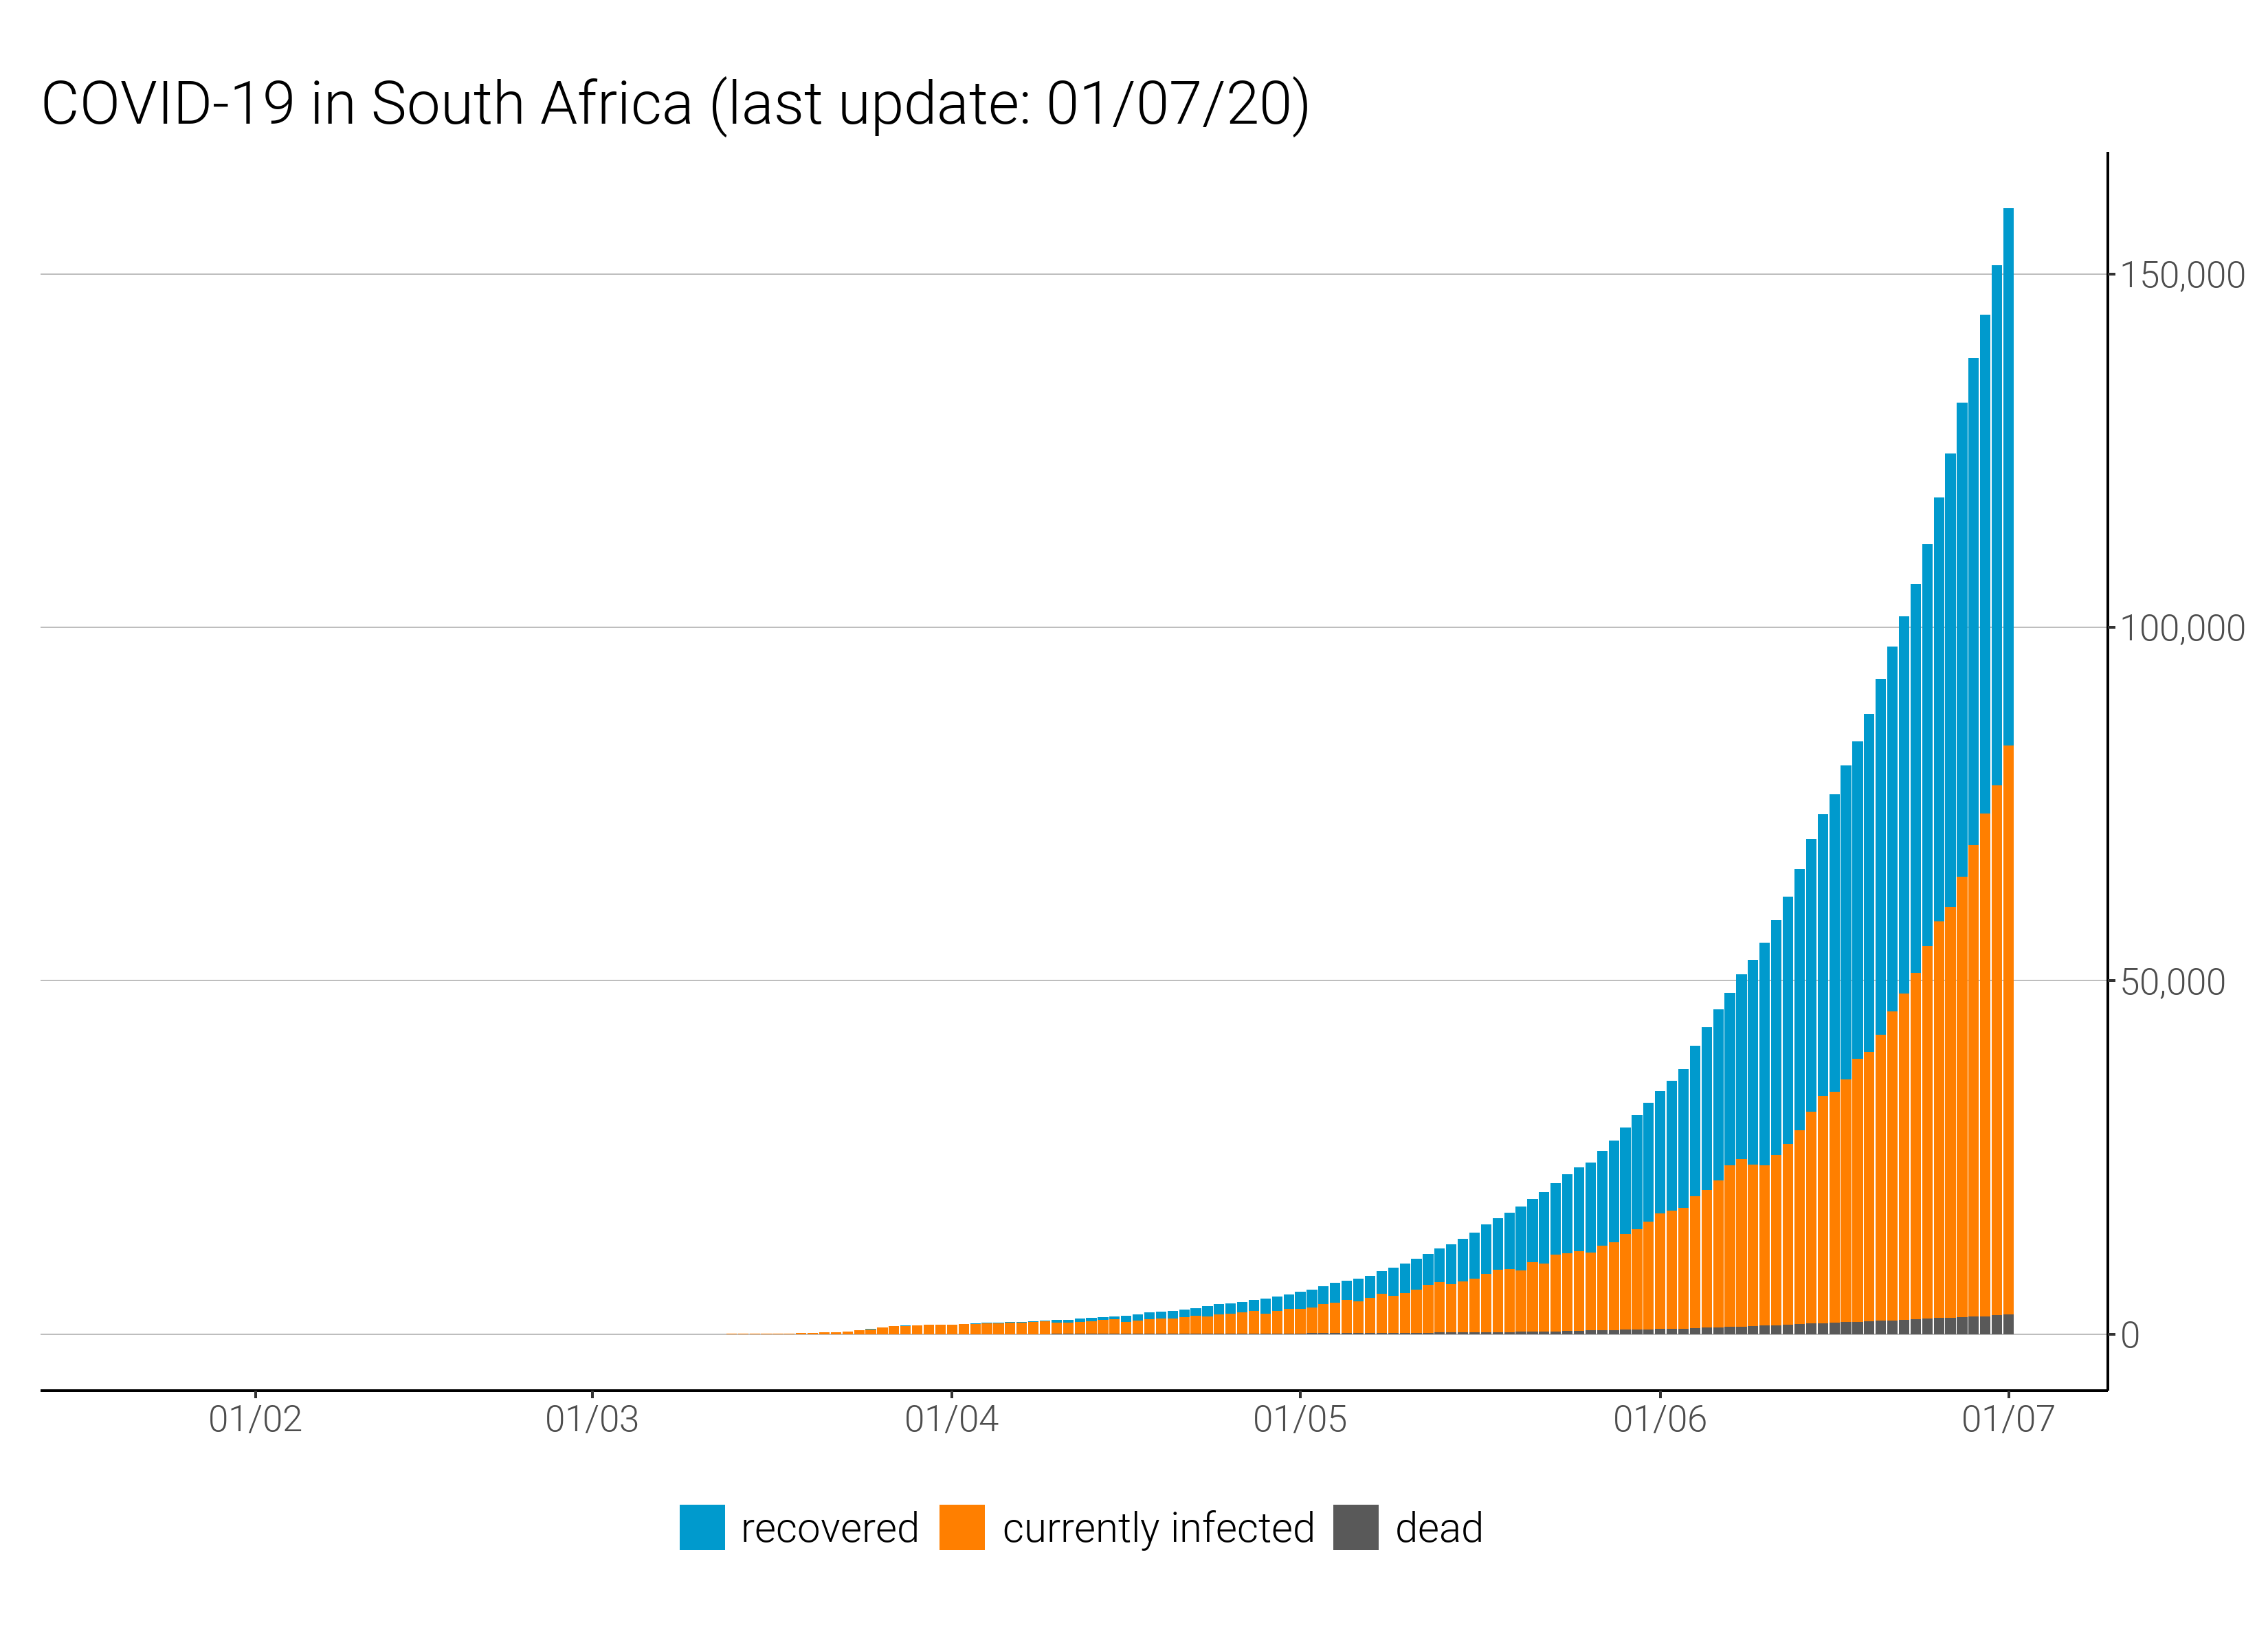 COVID-19 in South Africa (last update: 01/07/20)
150,000
100,000
50,000
0
01/02 01/03 01/04 01/05 01/06 01/07
recovered currently infected dead